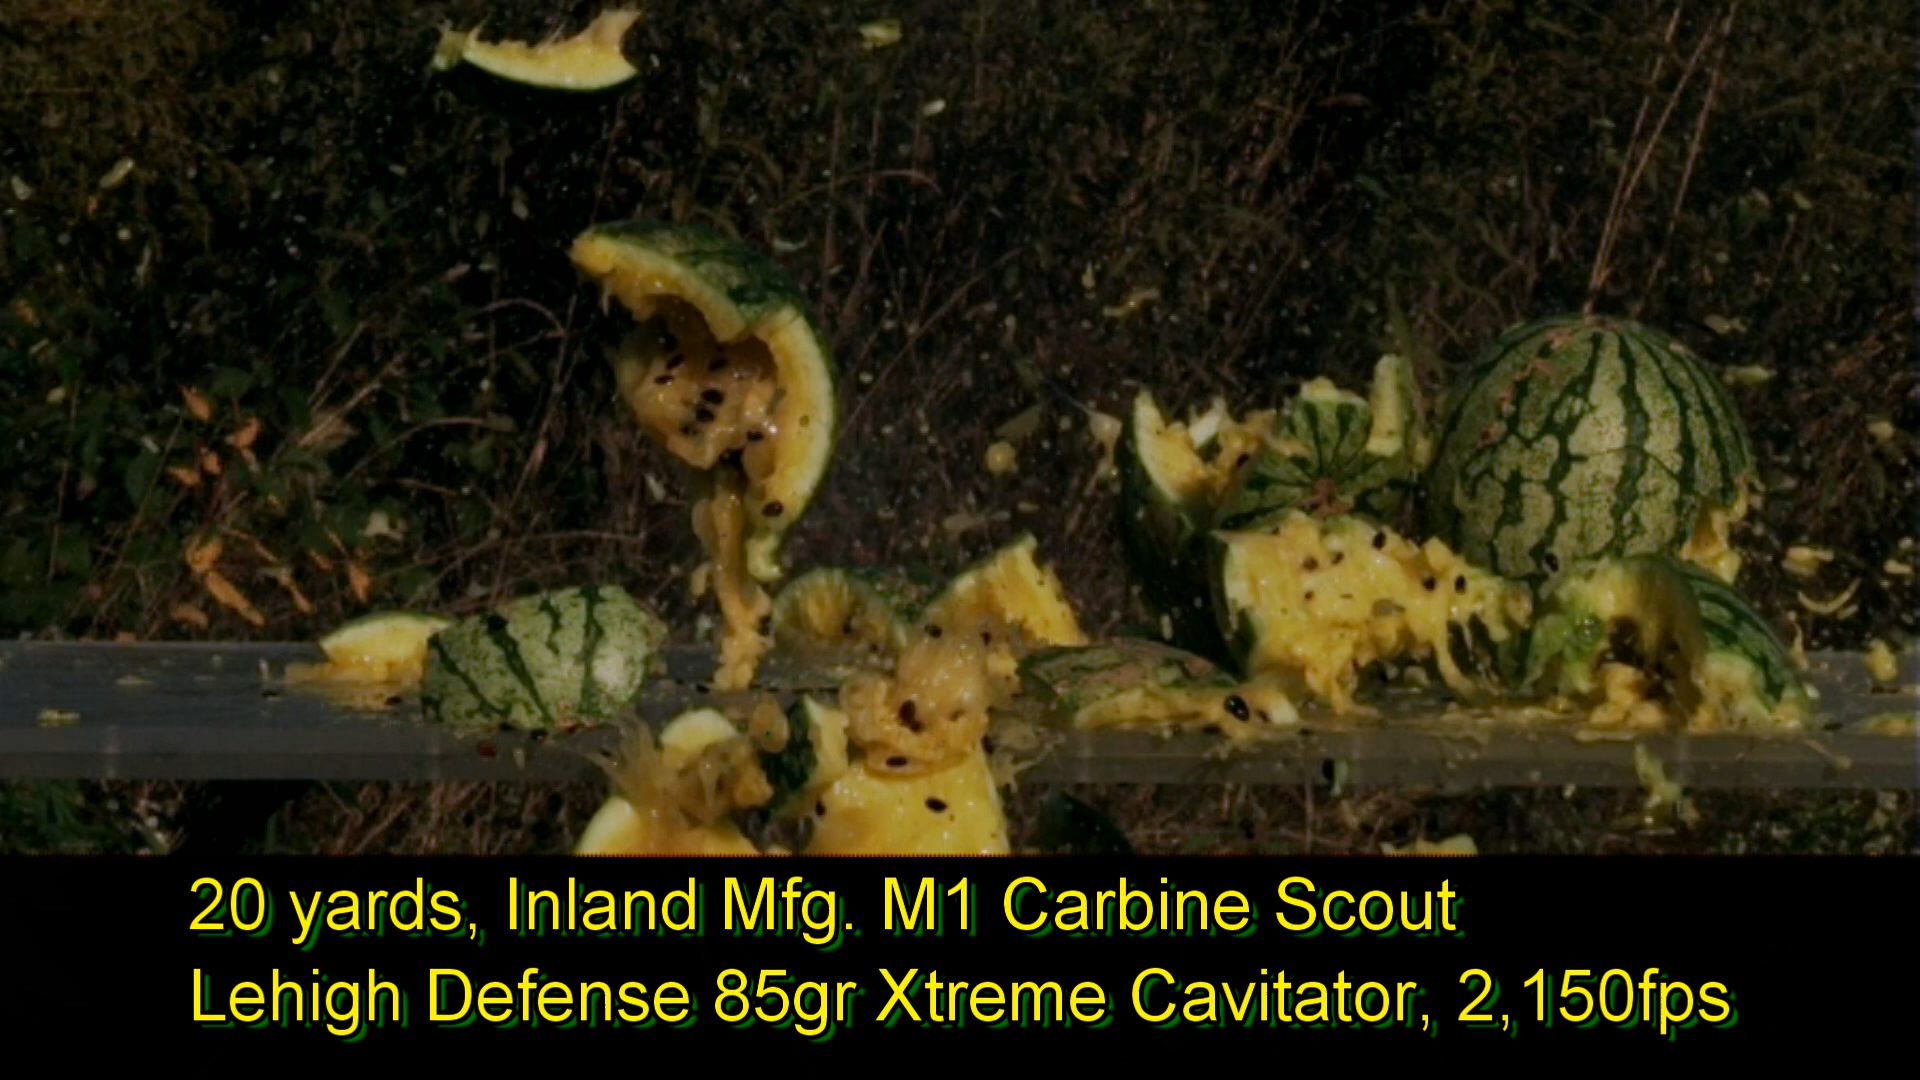 20 yards, Inland Mfg. M1 Carbine Scout
Lehigh Defense 85gr Xtreme Cavitator, 2,150fps